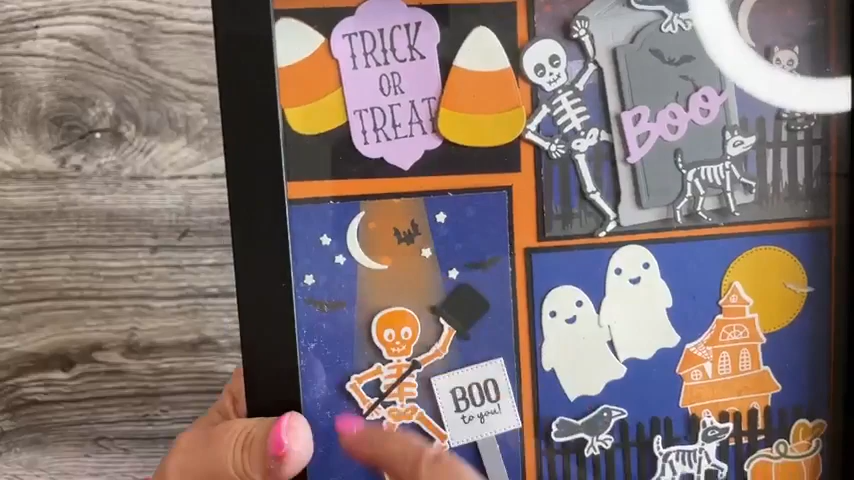 TRICK
OR
TREAT
Boo
BOO
to you!